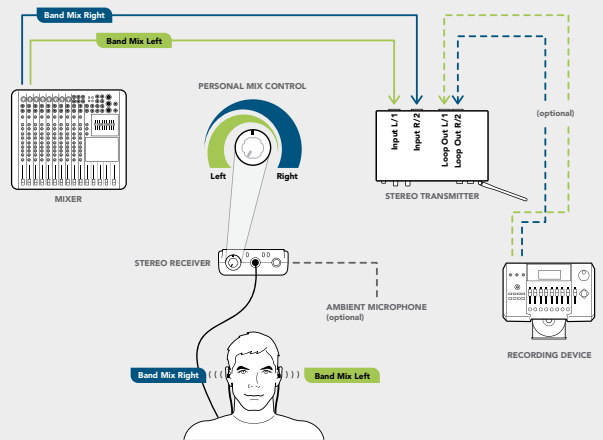 Band Mix Right
Band Mix Left
PERSONAL MIX CONTROL
(optional)
Input L/1
Input R/2
Loop Out L/1
Loop Out R/2
Left
Right
MIXER
STEREO TRANSMITTER
STEREO RECEIVER
AMBIENT MICROPHONE
(optional)
RECORDING DEVICE
Band Mix Right
Band Mix Left